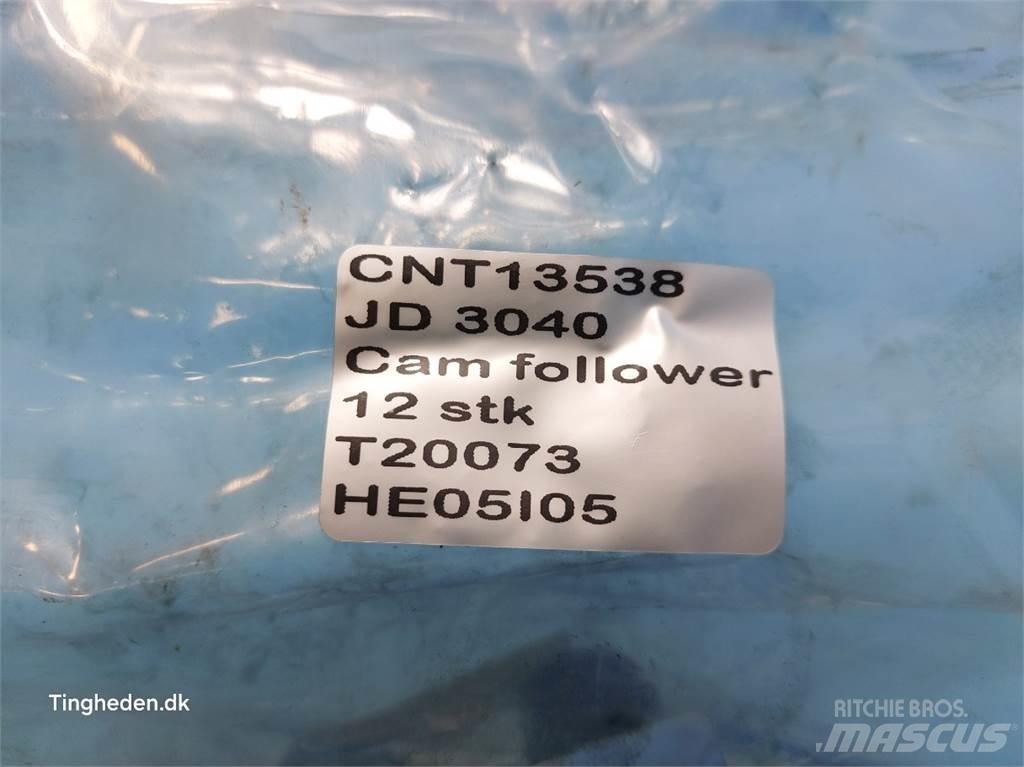 CNT13538
JD 3040
Cam follower
12 stk
T20073
HE05I05
Tingheden.dk
RITCHIE BROS.
MASCUS